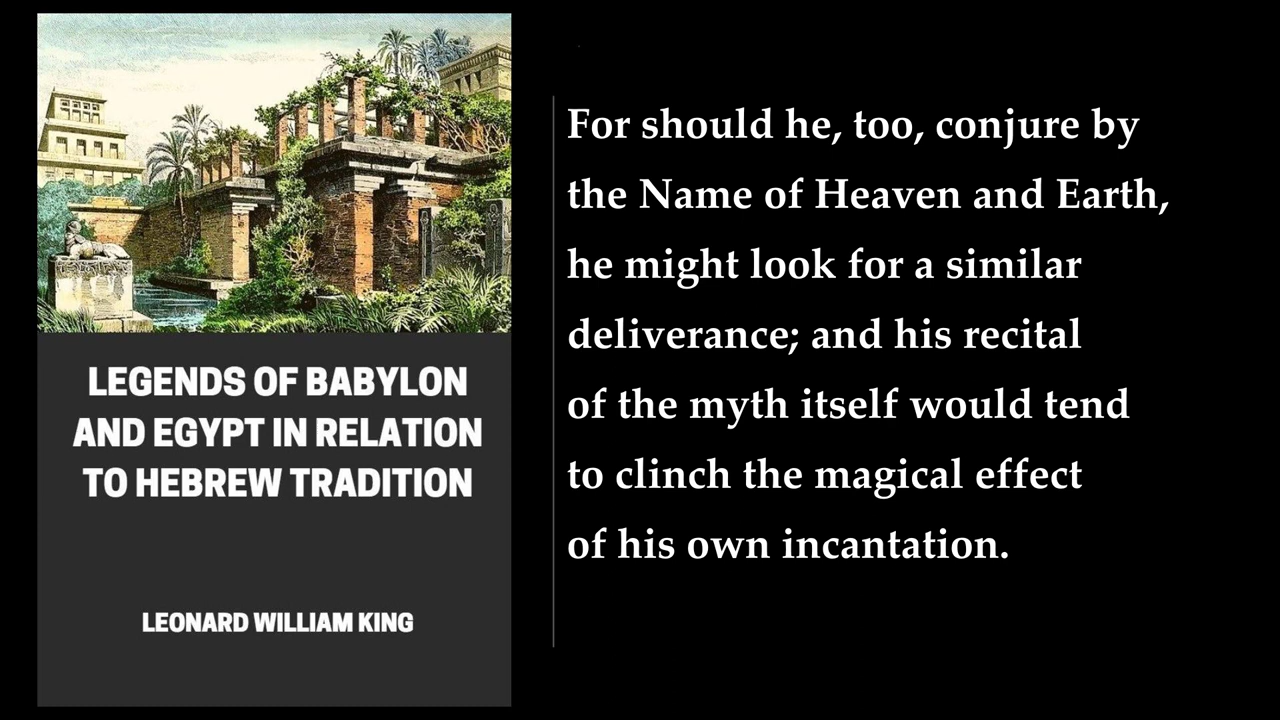 LEGENDS OF BABYLON
AND EGYPT IN RELATION
TO HEBREW TRADITION
LEONARD WILLIAM KING
For should he, too, conjure by
the Name of Heaven and Earth,
he might look for a similar
deliverance; and his recital
of the myth itself would tend
to clinch the magical effect
of his own incantation.